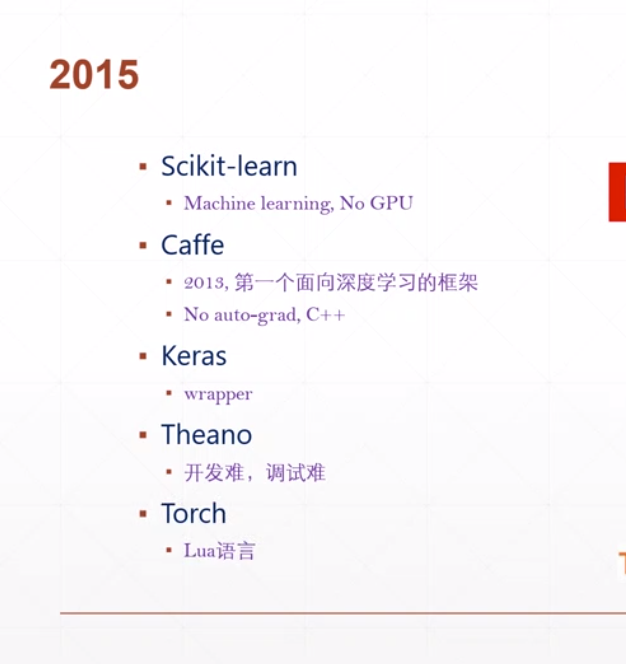 2015
Scikit-learn
Machine learning, No GPU
Caffe
2013, 第一个面向深度学习的框架
No auto-grad, C++
Keras
wrapper
Theano
开发难，调试难
Torch
Lua语言